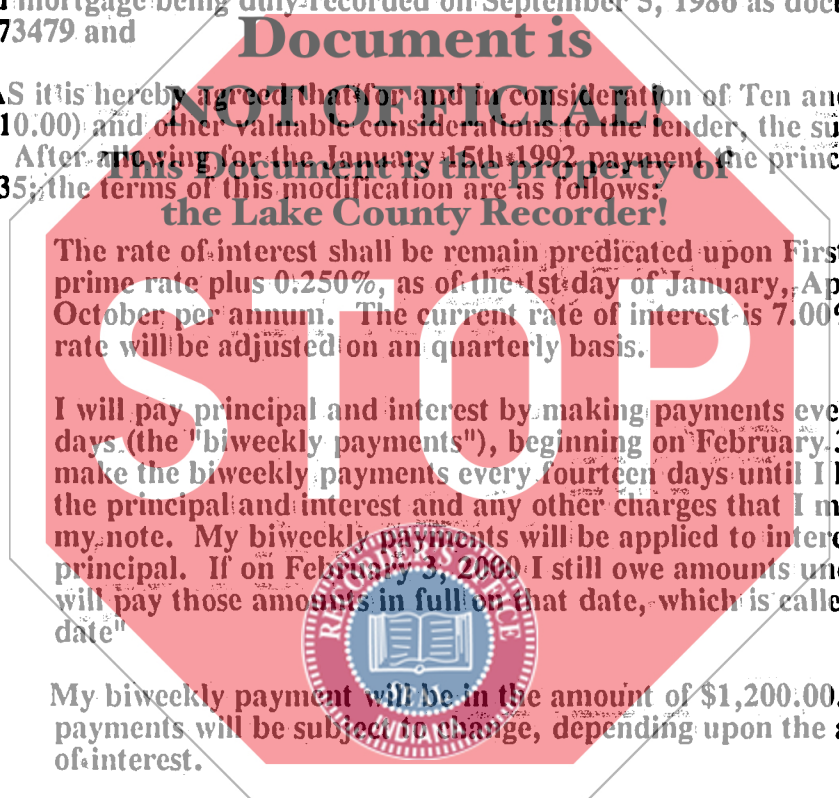 mortgage being duly recorded on September 5, 1986 as doc
73479 and
Document is
NOT OFFICIAL!
AS it is hereby agreed that for and in consideration of Ten an
10.00) and other valuable considerations to the lender, the su
This Document is the property of
After for the January 15th 1992 payment the princ
35; the terms of this modification are as follows:
the Lake County Recorder!
The rate of interest shall be remain predicated upon Firs
prime rate plus 0.250%, as of the 1st day of January, Ap
October per annum. The current rate of interest is 7.00%
rate will be adjusted on an quarterly basis.
STOP
I will pay principal and interest by making payments eve
days (the "biweekly payments"), beginning on February
make the biweekly payments every fourteen days until I
the principal and interest and any other charges that I m
my note. My biweekly payments will be applied to inter
principal. If on February 3, 2000 I still owe amounts un
will pay those amounts in full on that date, which is calle
date"
My biweekly payment will be in the amount of $1,200.00.
payments will be subject to change, depending upon the a
of interest.